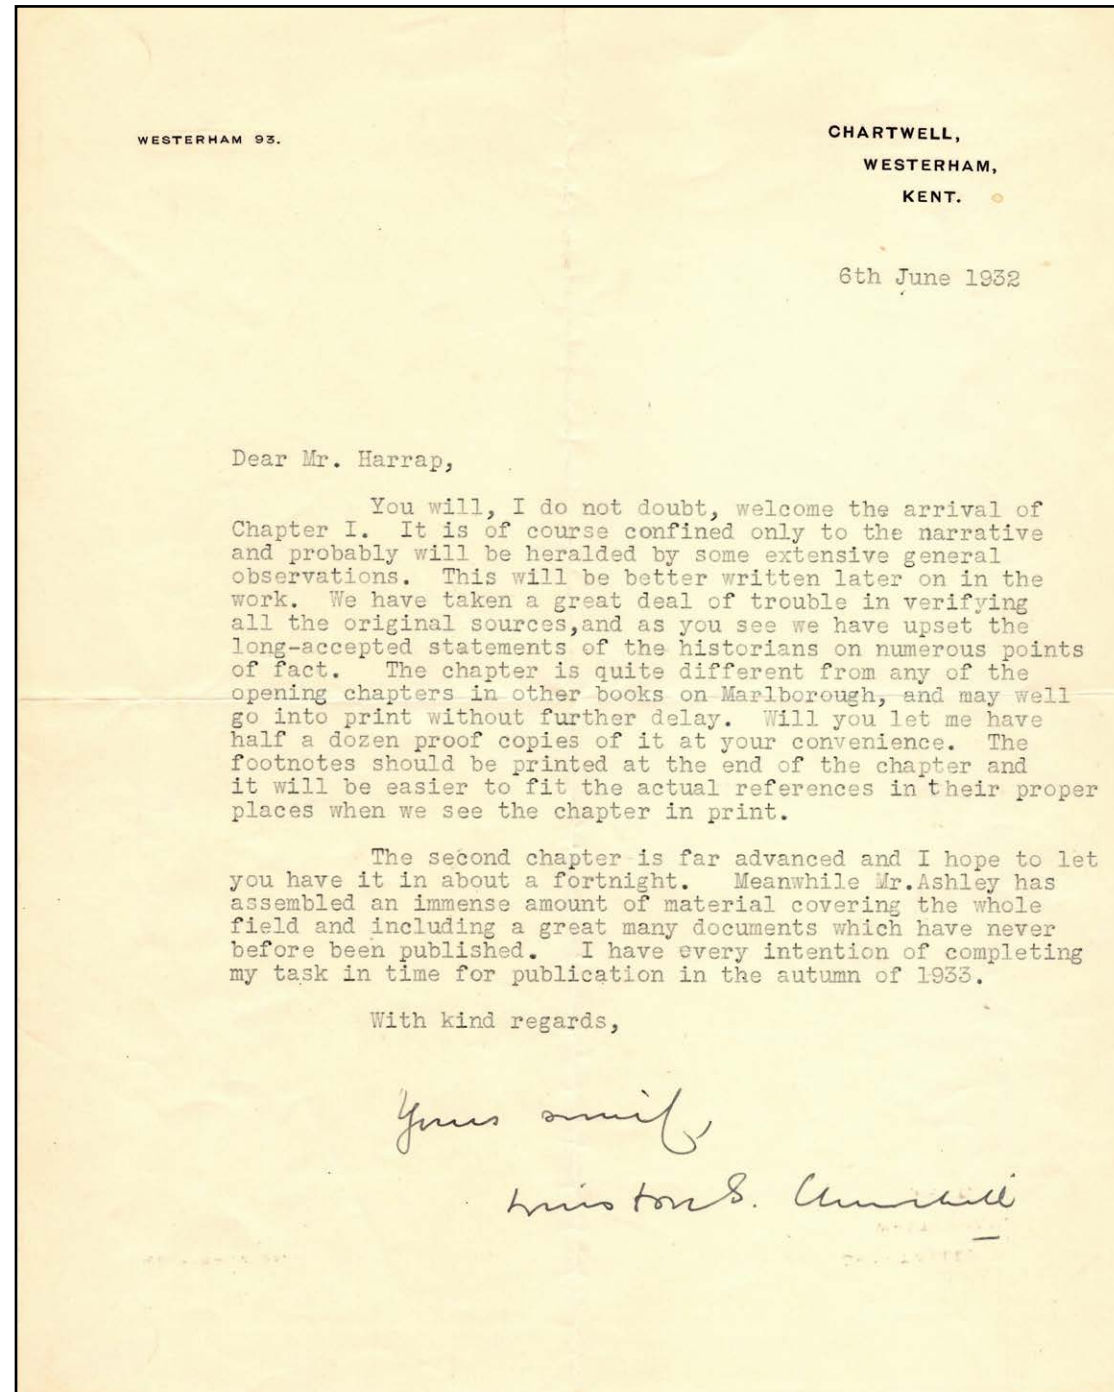 WESTERHAM 93.
CHARTWELL,
WESTERHAM,
KENT.
6th June 1932
Dear Mr. Harrap,
You will, I do not doubt, welcome the arrival of
Chapter I. It is of course confined only to the narrative
and probably will be heralded by some extensive general
observations. This will be better written later on in the
work. We have taken a great deal of trouble in verifying
all the original sources,and as you see we have upset the
long-accepted statements of the historians on numerous points
of fact. The chapter is quite different from any of the
opening chapters in other books on Marlborough, and may well
go into print without further delay. Will you let me have
half a dozen proof copies of it at your convenience. The
footnotes should be printed at the end of the chapter and
it will be easier to fit the actual references in their proper
places when we see the chapter in print.
The second chapter is far advanced and I hope to let
you have it in about a fortnight. Meanwhile Mr.Ashley has
assembled an immense amount of material covering the whole
field and including a great many documents which have never
before been published. I have every intention of completing
my task in time for publication in the autumn of 1933.
With kind regards,
Yours
Winston S. Churchill